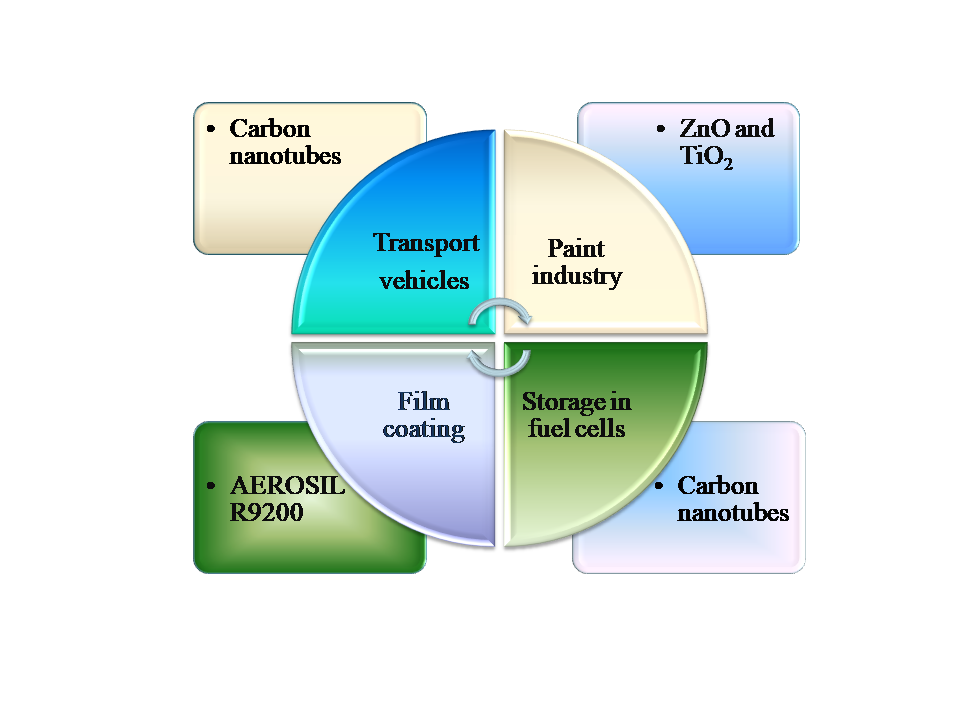 • Carbon
nanotubes
• ZnO and
TiO₂
Transport
vehicles
Paint
industry
Film
coating
Storage in
fuel cells
• AEROSIL
R9200
• Carbon
nanotubes